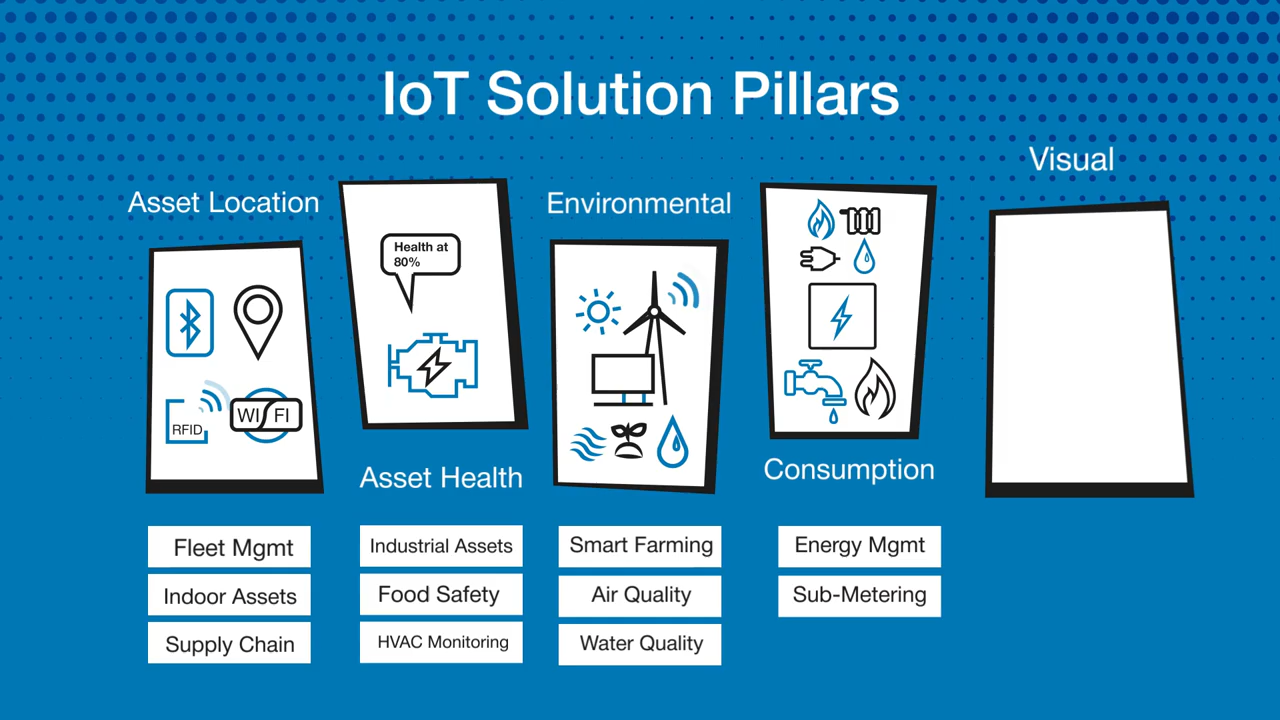 IoT Solution Pillars
Asset Location
RFID
WI FI
Fleet Mgmt
Indoor Assets
Supply Chain
Health at
80%
Asset Health
Industrial Assets
Food Safety
HVAC Monitoring
Environmental
Smart Farming
Air Quality
Water Quality
Consumption
Energy Mgmt
Sub-Metering
Visual